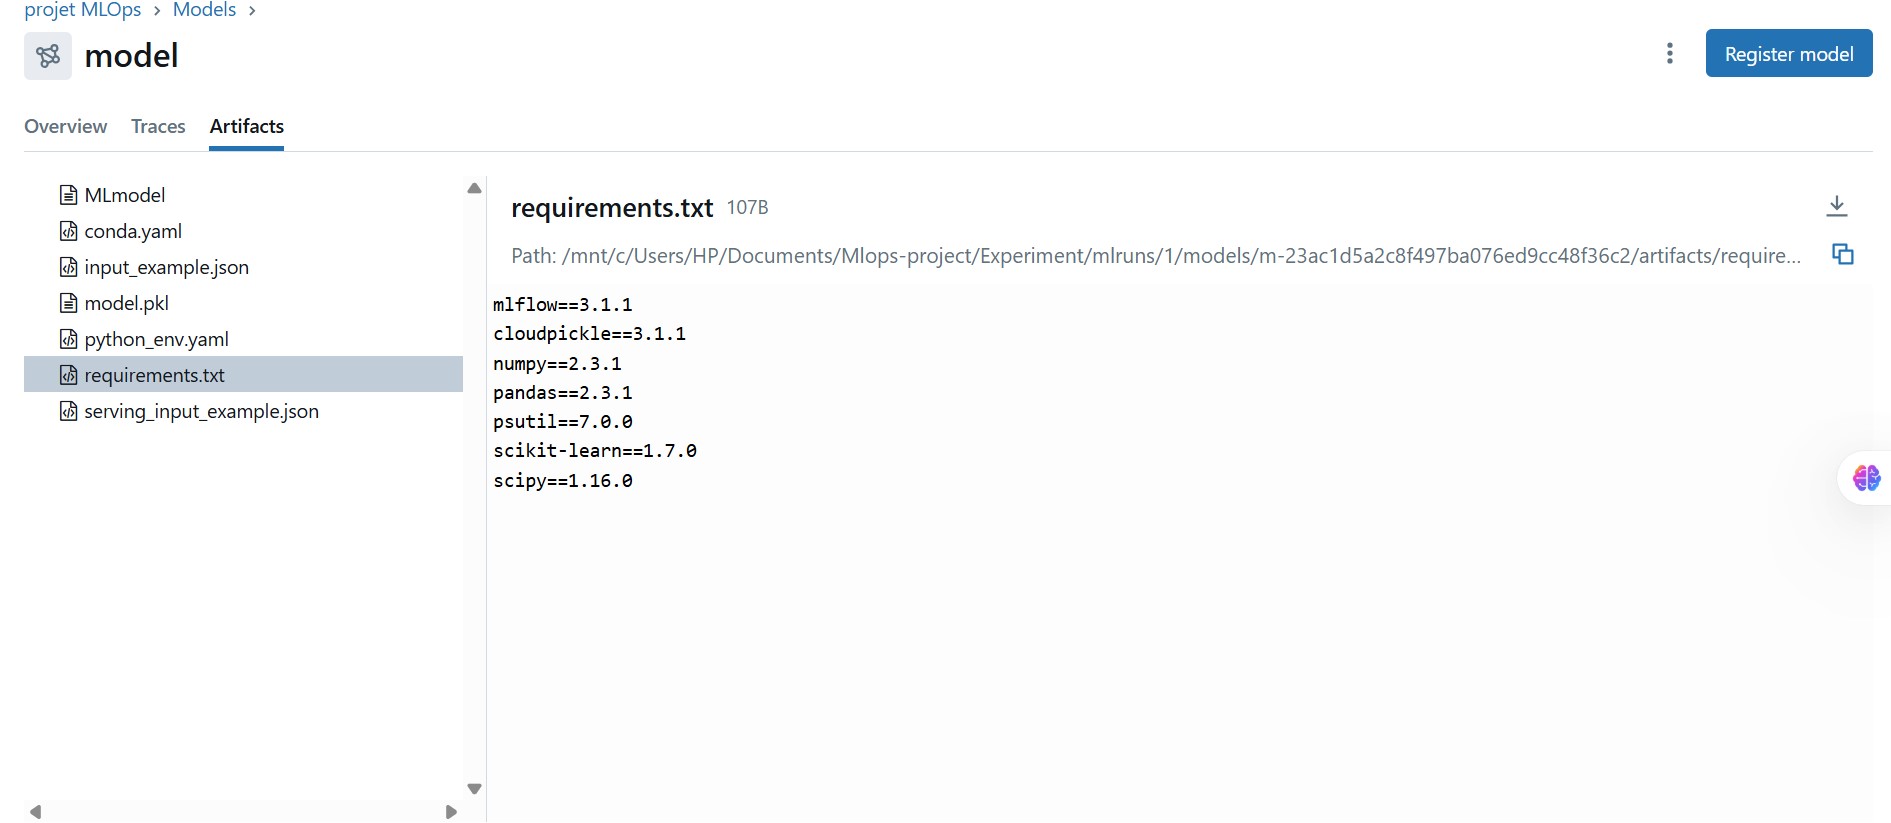 projet MLOps > Models >
model
Register model
Overview Traces Artifacts
MLmodel
conda.yaml
input_example.json
model.pkl
python_env.yaml
requirements.txt
serving_input_example.json
requirements.txt 107B
Path: /mnt/c/Users/HP/Documents/Mlops-project/Experiment/mlruns/1/models/m-23ac1d5a2c8f497ba076ed9cc48f36c2/artifacts/require...
mlflow==3.1.1
cloudpickle==3.1.1
numpy==2.3.1
pandas==2.3.1
psutil==7.0.0
scikit-learn==1.7.0
scipy==1.16.0